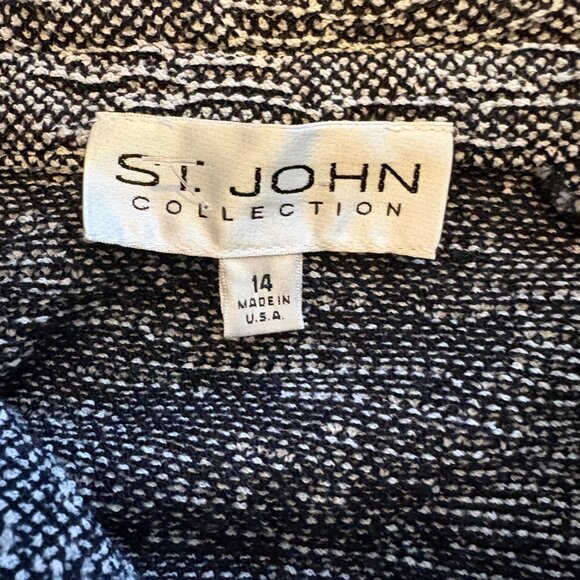 ST. JOHN
COLLECTION
14
MADE IN
U.S.A.